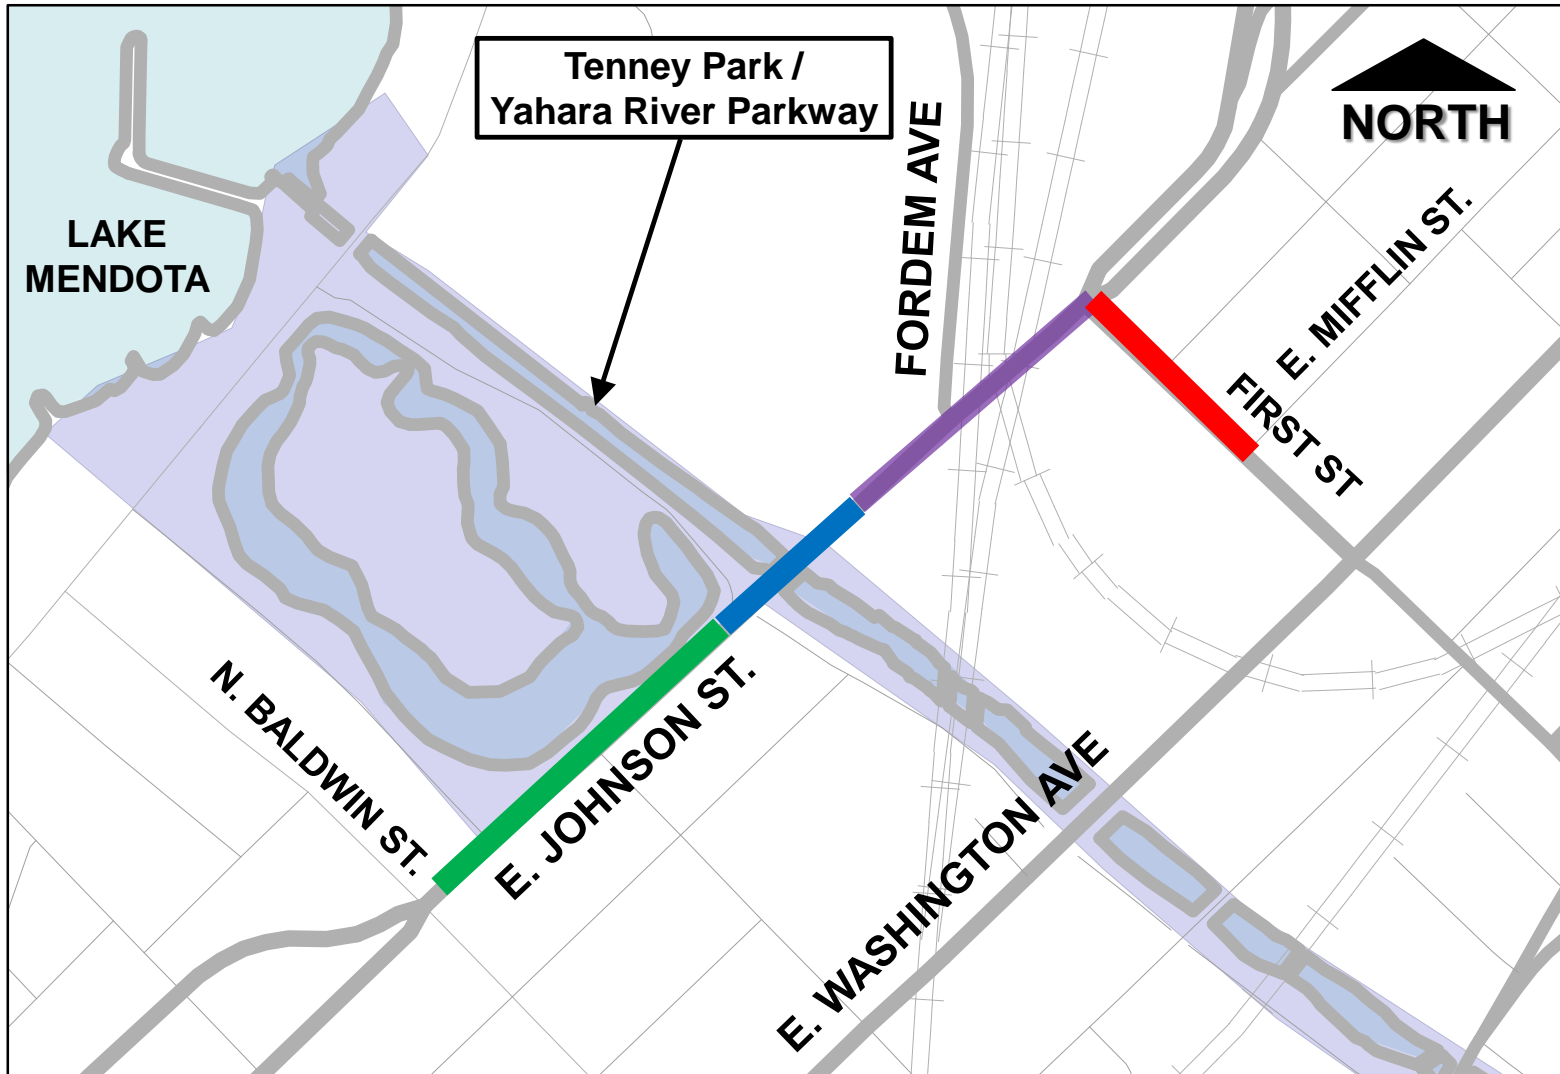 Tenney Park /
Yahara River Parkway
NORTH
FORDEM AVE
LAKE
MENDOTA
E. MIFFLIN ST.
FIRST ST
N. BALDWIN ST.
E. JOHNSON ST.
E. WASHINGTON AVE